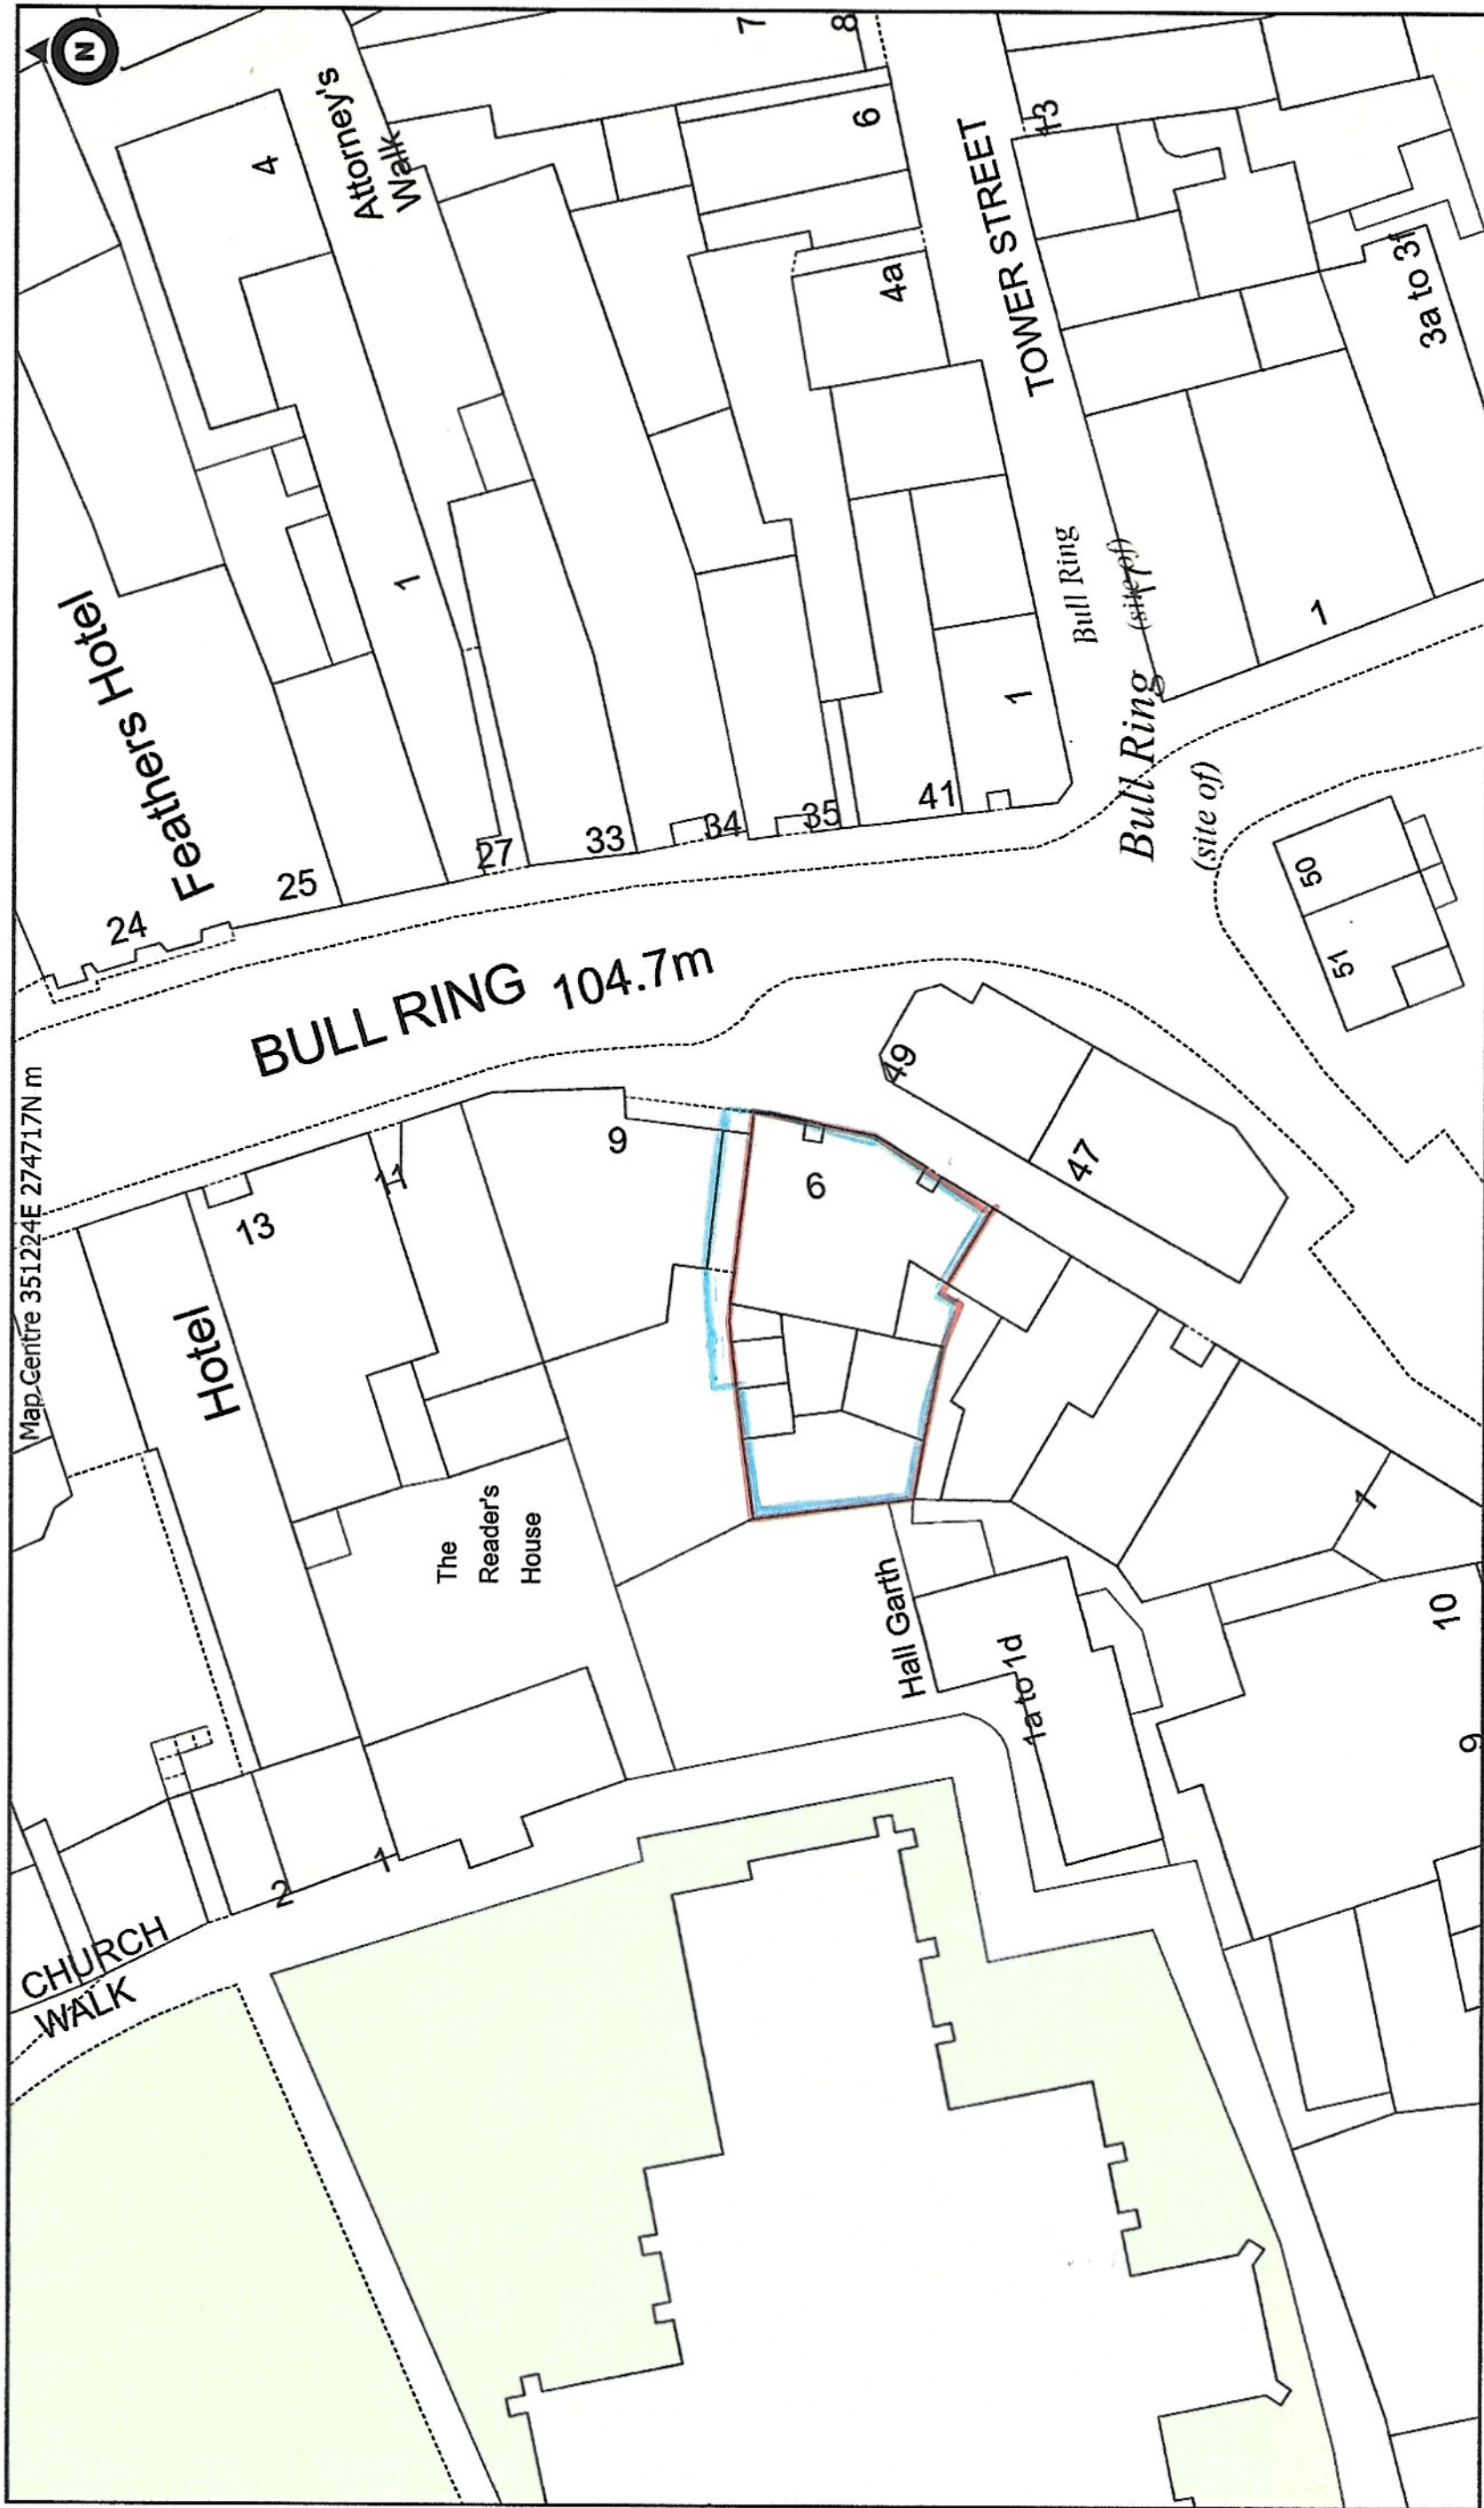 N
Map Centre 351224E 274717N m
Feathers Hotel
24
25
27
33
34
35
41
1
1
4
Attorney's
Walk
7
8
6
4a
TOWER STREET
13
3a to 3f
Bull Ring
(site of)
17
1
Bull Ring
(site of)
50
51
BULL RING 104.7m
49
47
9
6
11
13
Hotel
The
Reader's
House
Hall Garth
1a to 1d
1
10
9
CHURCH
WALK
2
1